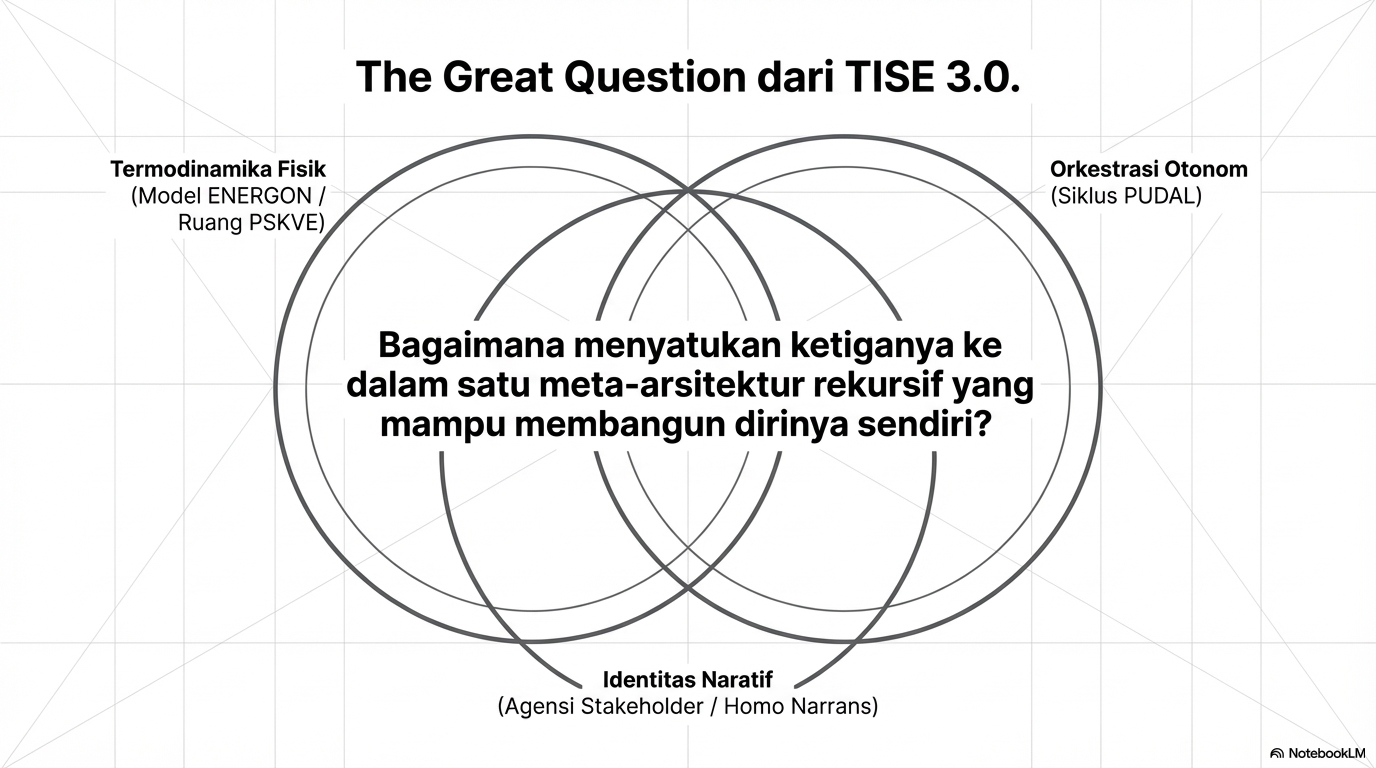 The Great Question dari TISE 3.0.
Termodinamika Fisik
(Model ENERGON /
Ruang PSKVE)
Orkestrasi Otonom
(Siklus PUDAL)
Bagaimana menyatukan ketiganya ke
dalam satu meta-arsitektur rekursif yang
mampu membangun dirinya sendiri?
Identitas Naratif
(Agensi Stakeholder / Homo Narrans)
NotebookLM